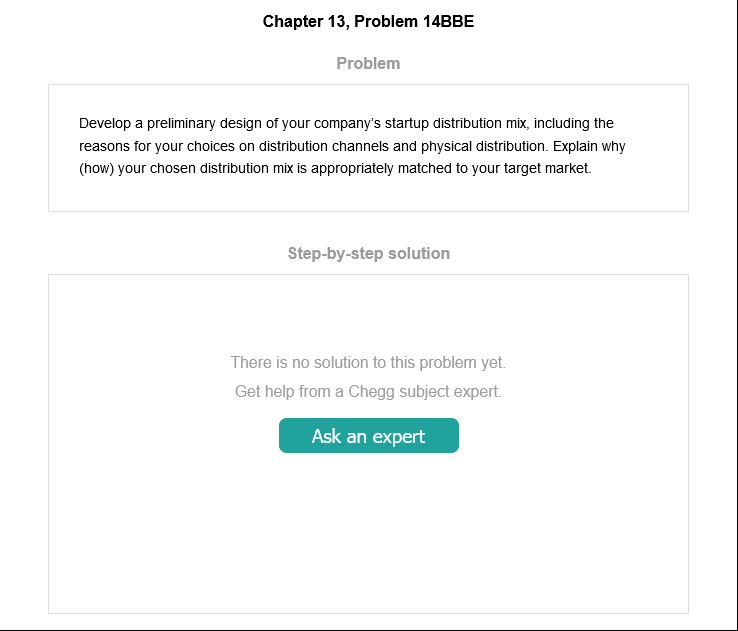 Chapter 13, Problem 14BBE
Problem
Develop a preliminary design of your company's startup distribution mix, including the
reasons for your choices on distribution channels and physical distribution. Explain why
(how) your chosen distribution mix is appropriately matched to your target market.
Step-by-step solution
There is no solution to this problem yet.
Get help from a Chegg subject expert.
Ask an expert